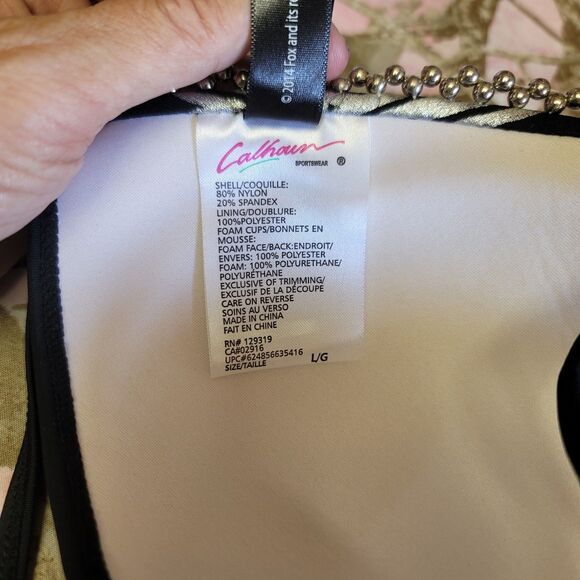 © 2014 Fox and its re
Calhoun
SPORTSWEAR ®
SHELL/COQUILLE:
80% NYLON
20% SPANDEX
LINING/DOUBLURE:
100%POLYESTER
FOAM CUPS/BONNETS EN
MOUSSE:
FOAM FACE/BACK:ENDROIT/
ENVERS: 100% POLYESTER
FOAM: 100% POLYURETHANE/
POLYURÉTHANE
EXCLUSIVE OF TRIMMING/
EXCLUSIF DE LA DÉCOUPE
CARE ON REVERSE
SOINS AU VERSO
MADE IN CHINA
FAIT EN CHINE
RN# 129319
CA#02916
UPC#624856635416
SIZE/TAILLE L/G